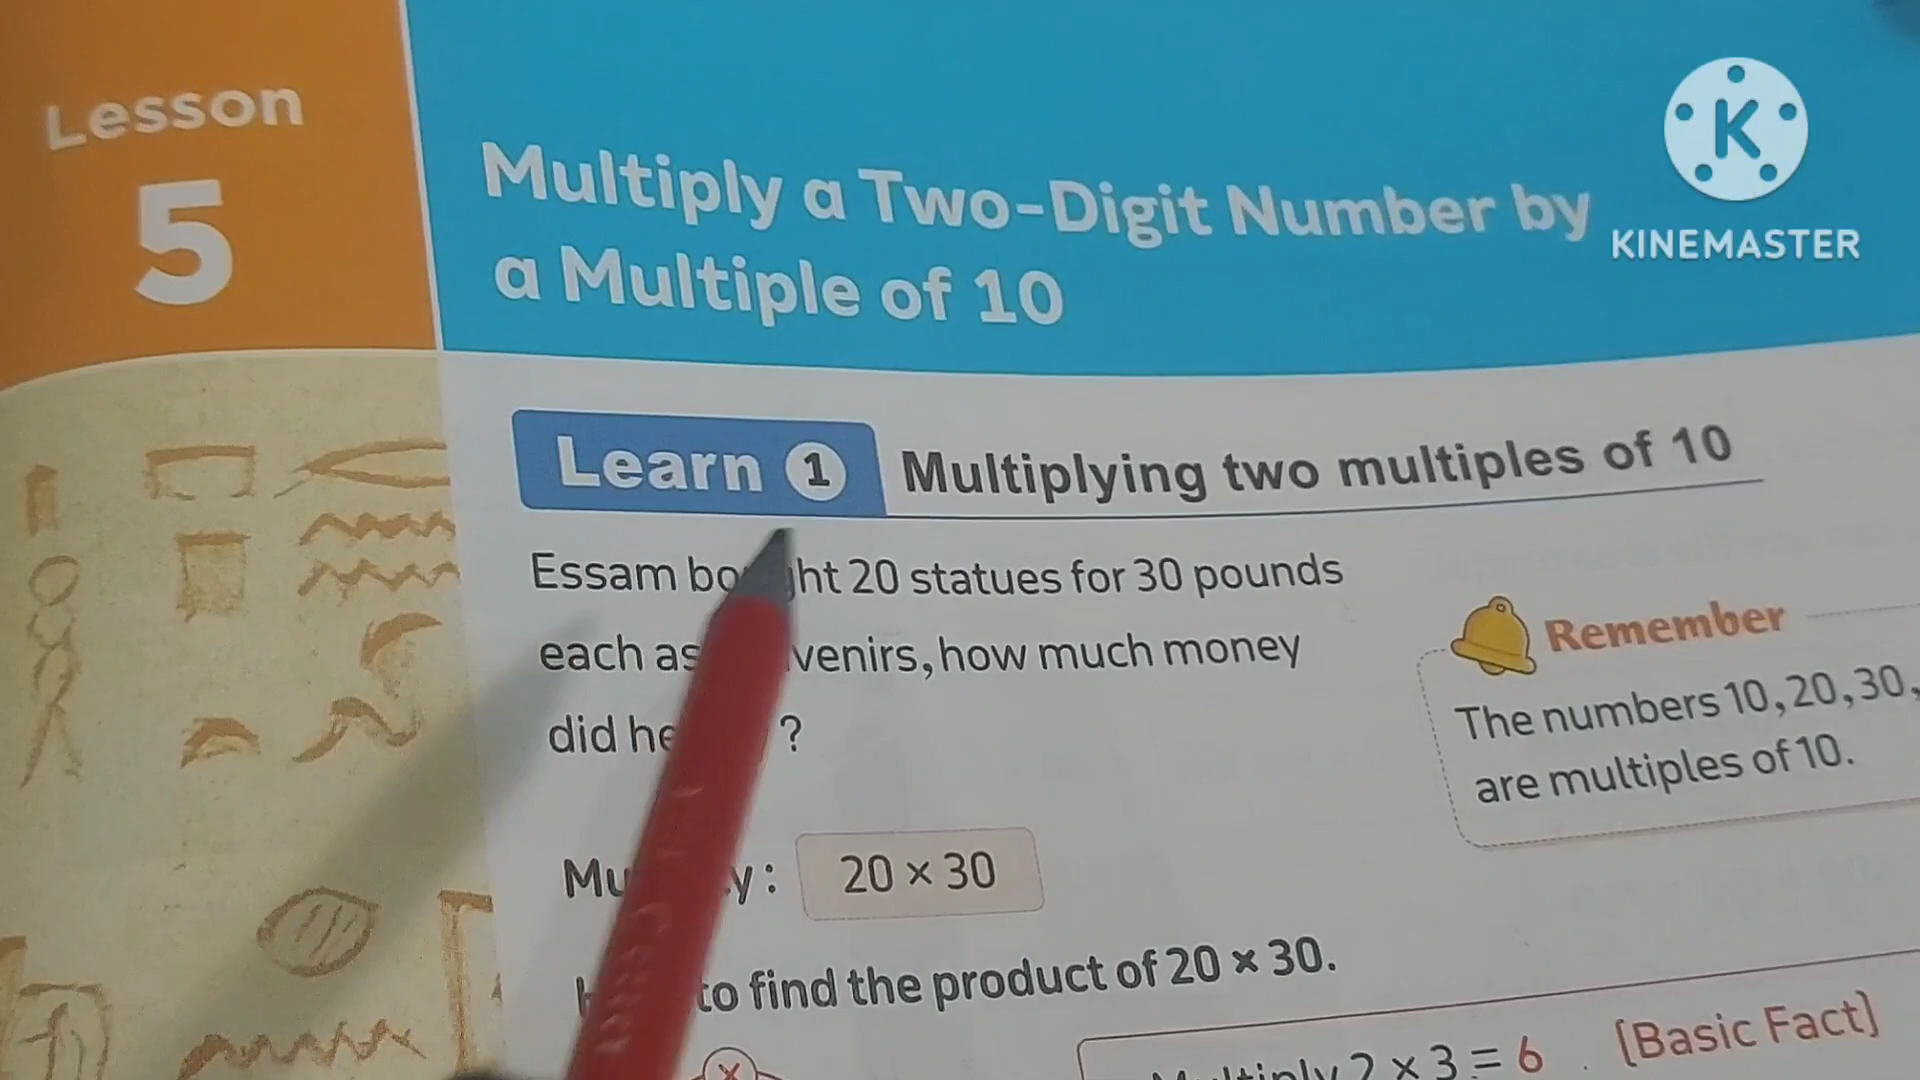 Lesson
5
Multiply a Two-Digit Number by
a Multiple of 10
K
KINEMASTER
Learn 1 Multiplying two multiples of 10
Essam ht 20 statues for 30 pounds
each as venirs, how much money
did he ?
Remember
The numbers 10, 20, 30,
are multiples of 10.
y: 20 × 30
to find the product of 20 × 30.
×
Multiply 2 × 3 = 6 [Basic Fact]